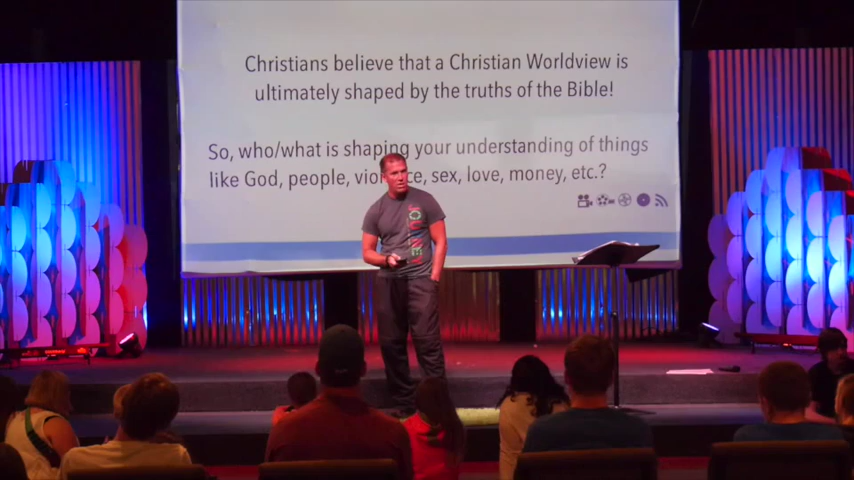 Christians believe that a Christian Worldview is
ultimately shaped by the truths of the Bible!
So, who/what is shaping your understanding of things
like God, people, violence, sex, love, money, etc.?